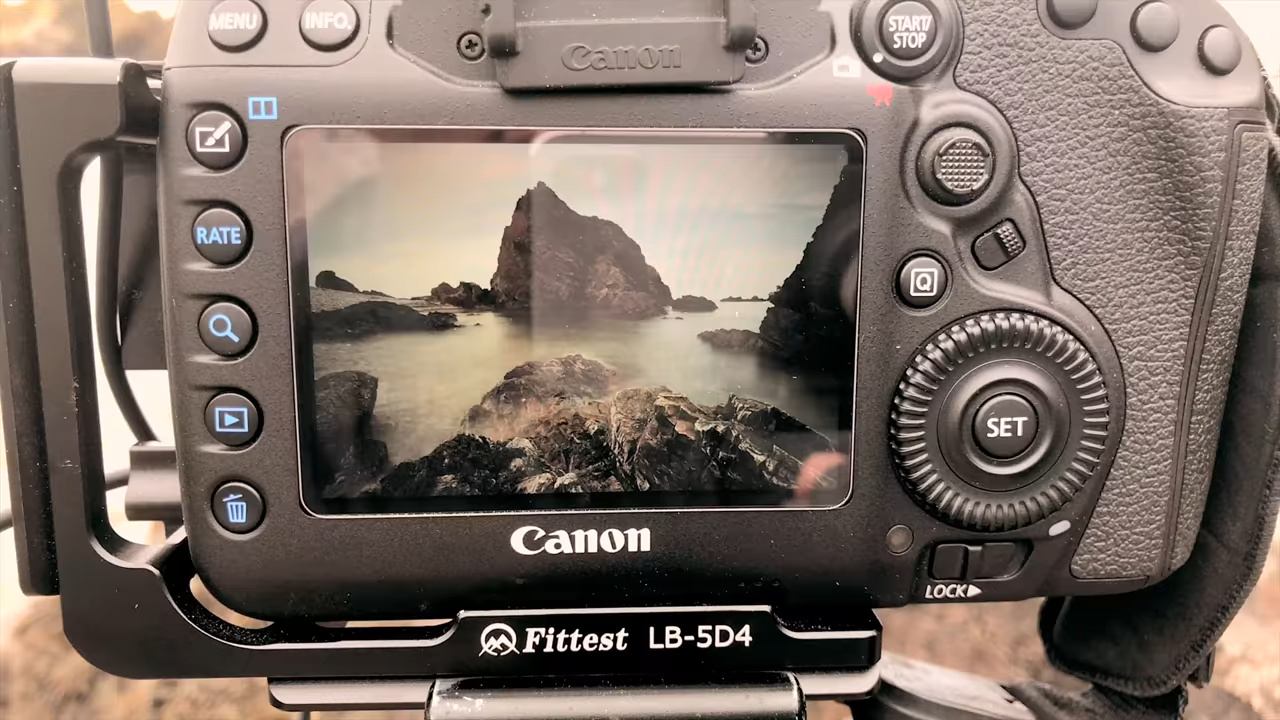 MENU
INFO.
Canon
START/
STOP
RATE
Q
SET
Canon
LOCK▶
Fittest LB-5D4